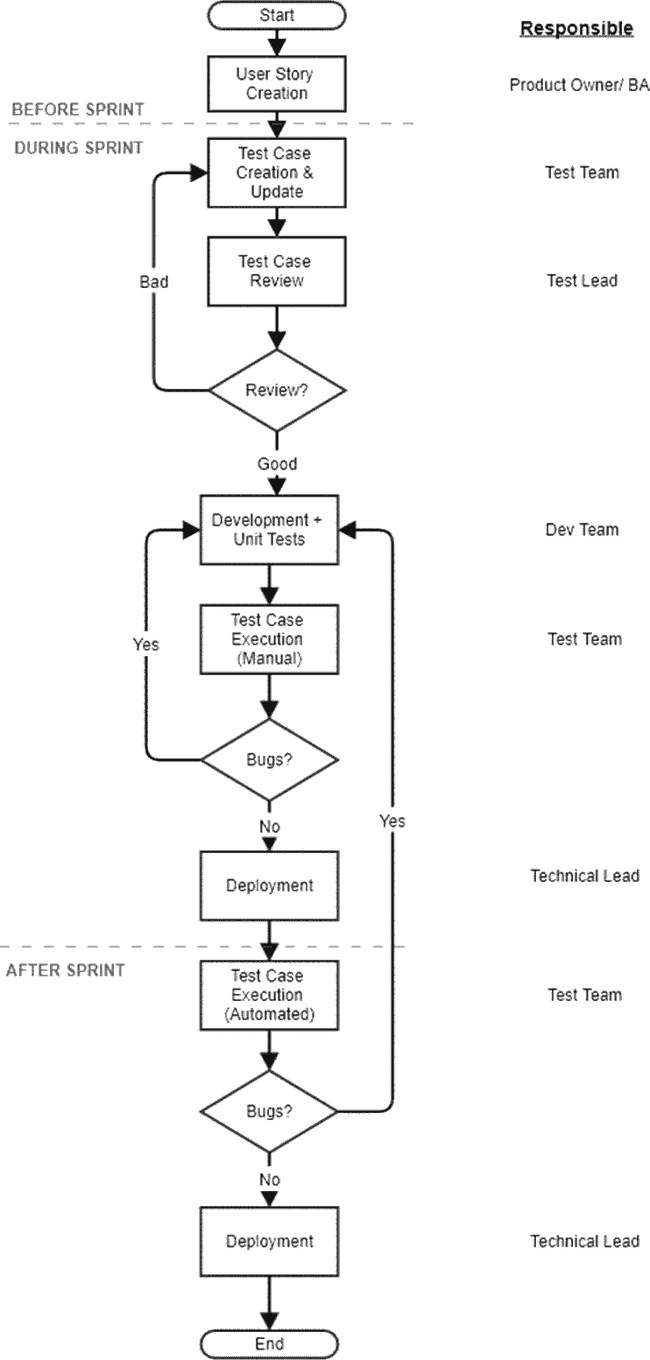 Start
Responsible
User Story
Creation
Product Owner/ BA
BEFORE SPRINT
DURING SPRINT
Test Case
Creation &
Update
Test Team
Test Case
Review
Test Lead
Bad
Review?
Good
Development +
Unit Tests
Dev Team
Test Case
Execution
(Manual)
Test Team
Yes
Bugs?
No
Yes
Deployment
Technical Lead
AFTER SPRINT
Test Case
Execution
(Automated)
Test Team
Bugs?
No
Deployment
Technical Lead
End